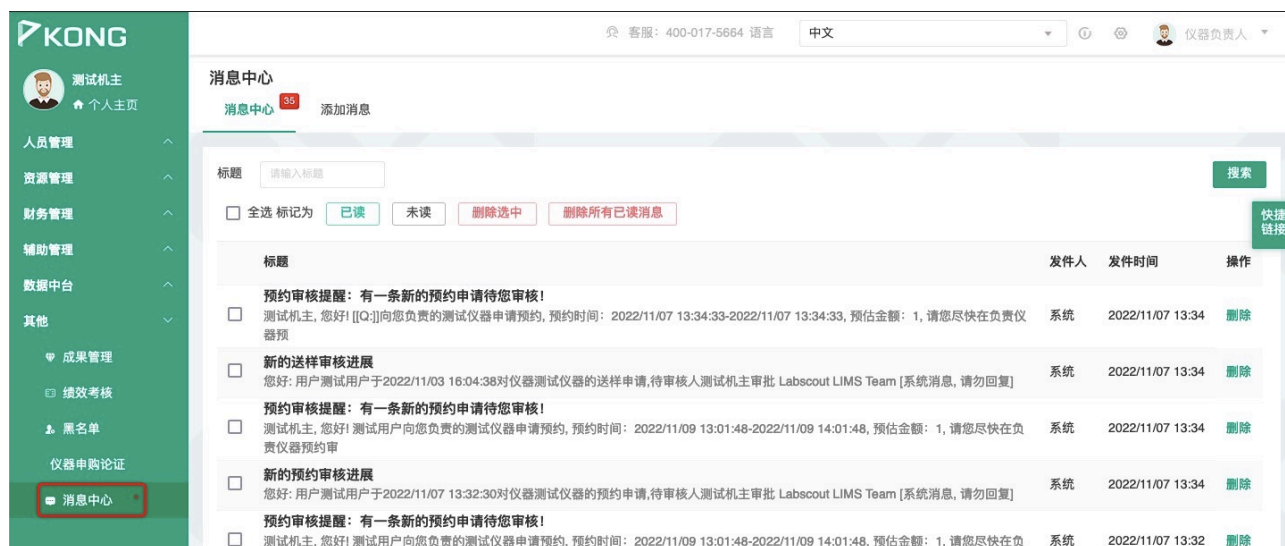 PKONG
客服：400-017-5664 语言 中文 仪器负责人
测试机主
个人主页
人员管理
资源管理
财务管理
辅助管理
数据中台
其他
成果管理
绩效考核
黑名单
仪器申购论证
消息中心
消息中心
消息中心 35 添加消息
标题 请输入标题 搜索
全选 标记为 已读 未读 删除选中 删除所有已读消息
快捷
链接
标题 发件人 发件时间 操作
预约审核提醒：有一条新的预约申请待您审核！
测试机主, 您好! [[Q:]]向您负责的测试仪器申请预约, 预约时间：2022/11/07 13:34:33-2022/11/07 13:34:33, 预估金额：1, 请您尽快在负责仪 系统 2022/11/07 13:34 删除
器预
新的送样审核进展
您好: 用户测试用户于2022/11/03 16:04:38对仪器测试仪器的送样申请,待审核人测试机主审批 Labscout LIMS Team [系统消息, 请勿回复] 系统 2022/11/07 13:34 删除
预约审核提醒：有一条新的预约申请待您审核！
测试机主, 您好! 测试用户向您负责的测试仪器申请预约, 预约时间：2022/11/09 13:01:48-2022/11/09 14:01:48, 预估金额：1, 请您尽快在负 系统 2022/11/07 13:34 删除
责仪器预约审
新的预约审核进展
您好: 用户测试用户于2022/11/07 13:32:30对仪器测试仪器的预约申请,待审核人测试机主审批 Labscout LIMS Team [系统消息, 请勿回复] 系统 2022/11/07 13:34 删除
预约审核提醒：有一条新的预约申请待您审核！
测试机主, 您好! 测试用户向您负责的测试仪器申请预约, 预约时间：2022/11/09 13:01:48-2022/11/09 14:01:48, 预估金额：1, 请您尽快在负 系统 2022/11/07 13:32 删除